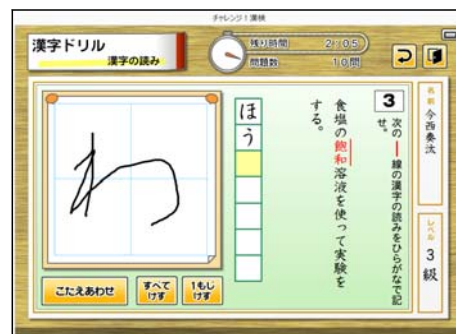 チャレンジ！漢検
漢字ドリル
漢字の読み
残り時間 2:05
問題数 10問
名前 今西奏汰
レベル 3級
3
次の━線の漢字の読みをひらがなで記
せ。
食塩の飽和溶液を使って実験を
する。
ほう
わ
こたえあわせ
すべて
けす
1もじ
けす